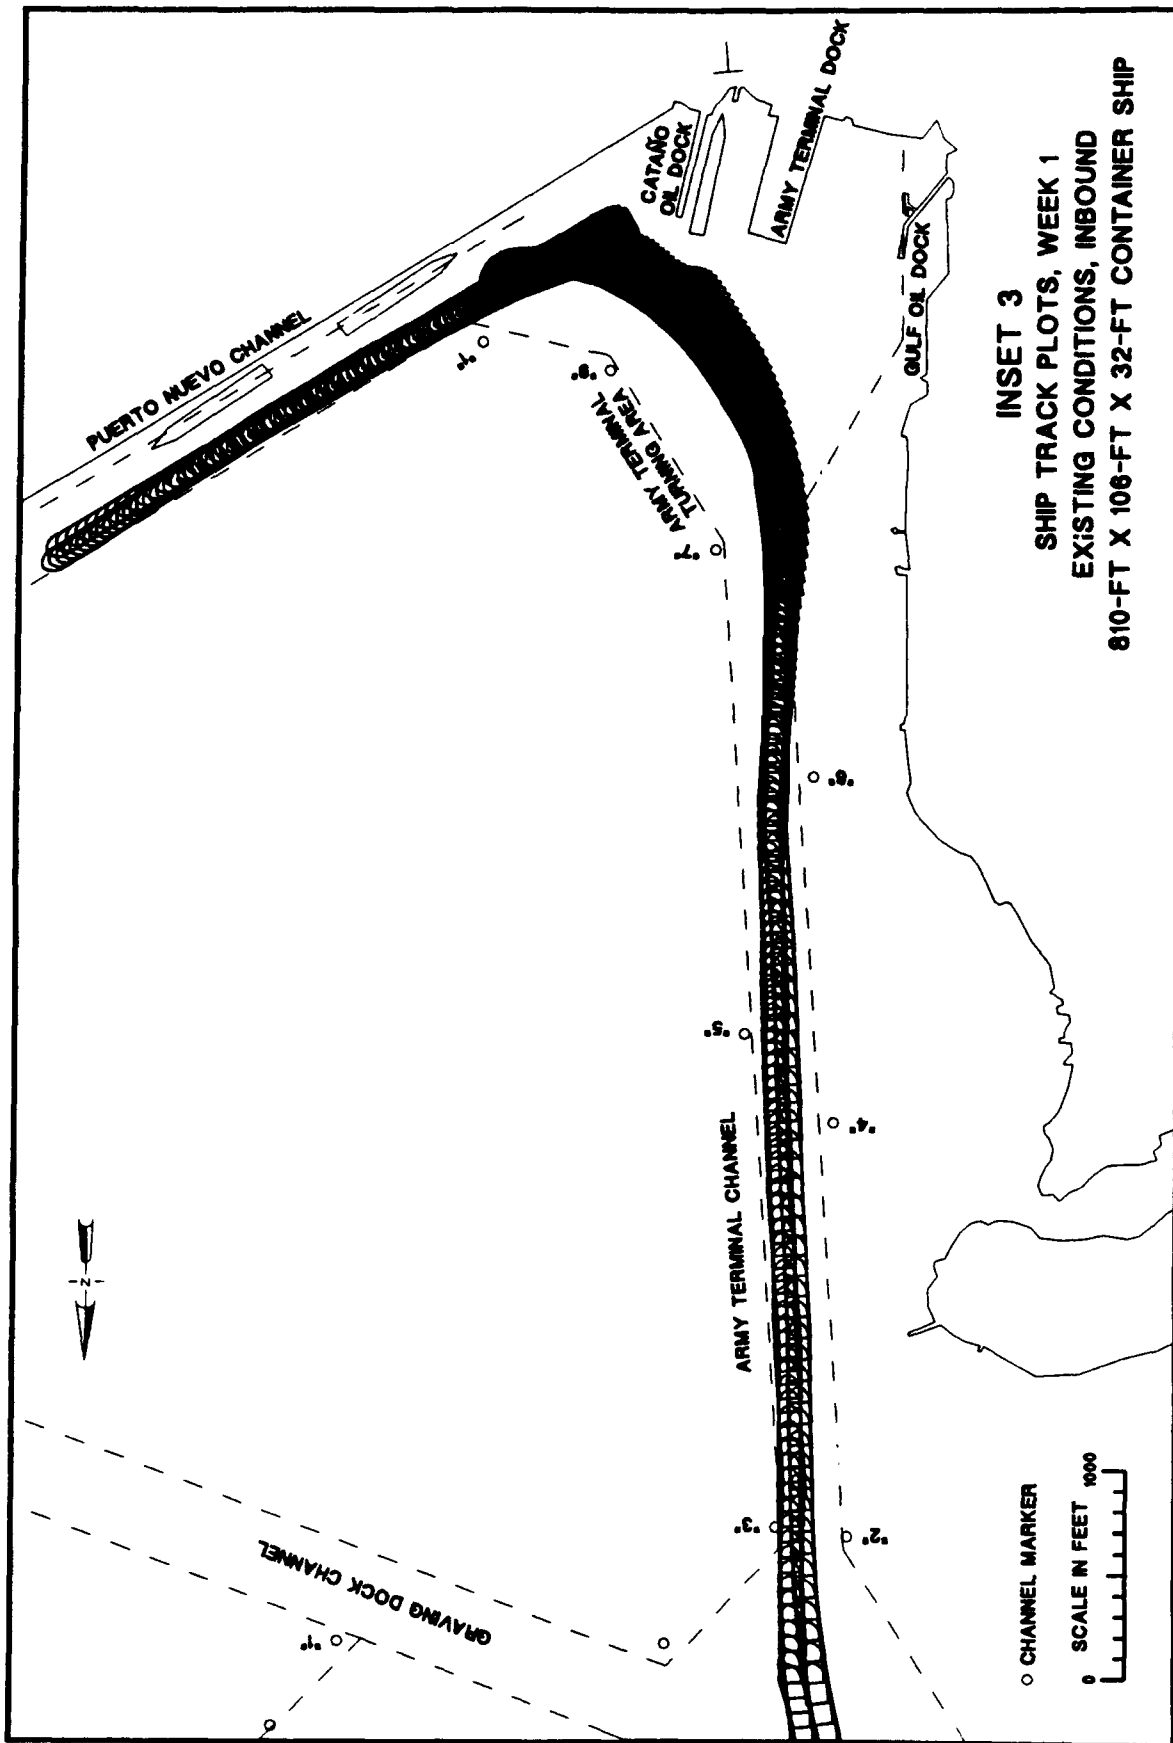 INSET 3
SHIP TRACK PLOTS, WEEK 1
EXISTING CONDITIONS, INBOUND
810-FT X 106-FT X 32-FT CONTAINER SHIP
PUERTO NUEVO CHANNEL
CATAÑO
OIL DOCK
ARMY TERMINAL DOCK
GULF OIL DOCK
ARMY TERMINAL
TURNING AREA
"1"
"9"
"7"
"6"
"5"
"4"
ARMY TERMINAL CHANNEL
N
"3"
"2"
GRAVING DOCK CHANNEL
"1"
CHANNEL MARKER
SCALE IN FEET
0 1000